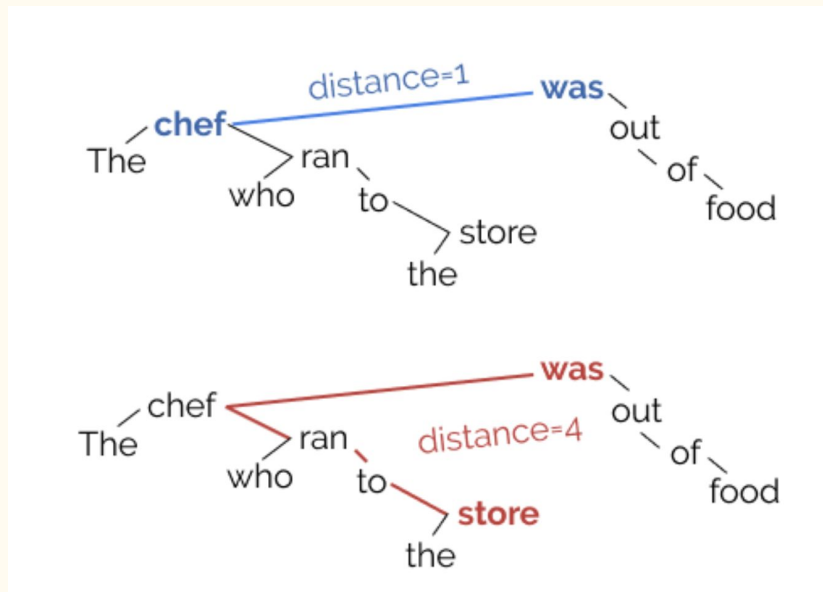 distance=1
was
chef
out
The
ran
of
who
to
food
store
the
was
chef
out
The
ran
distance=4
of
who
to
food
store
the